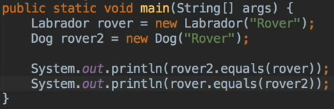 public static void main(String[] args) {
    Labrador rover = new Labrador("Rover");
    Dog rover2 = new Dog("Rover");

    System.out.println(rover2.equals(rover));
    System.out.println(rover.equals(rover2));
}